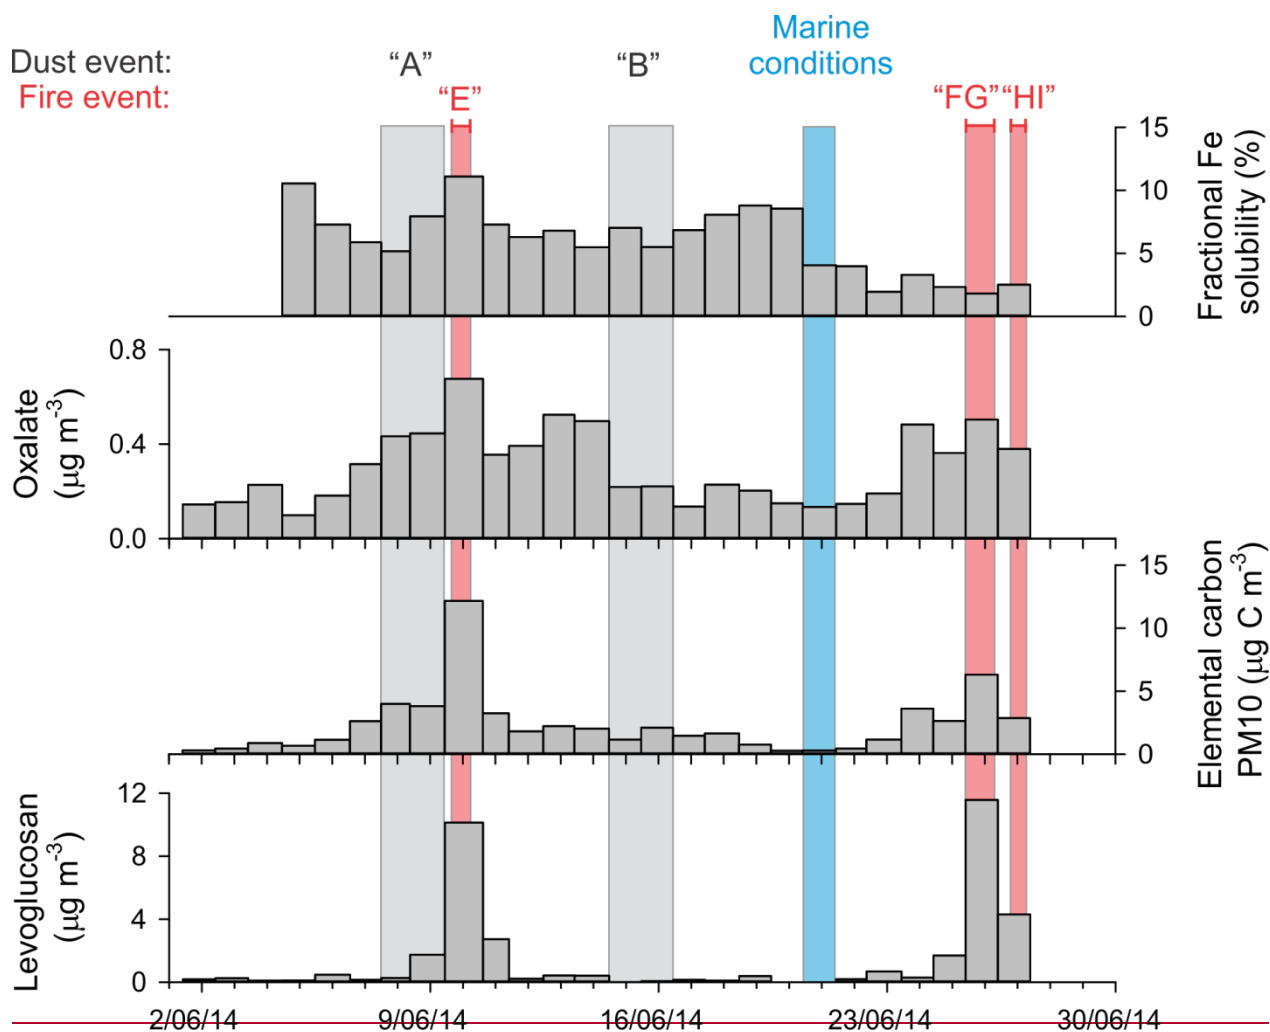 Marine
Dust event: “A” “B” conditions
Fire event: “E” “FG” “HI”
15
10
5
0
Fractional Fe
solubility (%)
0.8
0.4
0.0
Oxalate
(μg m-3)
15
10
5
0
Elemental carbon
PM10 (μg C m-3)
12
8
4
0
Levoglucosan
(μg m-3)
2/06/14 9/06/14 16/06/14 23/06/14 30/06/14